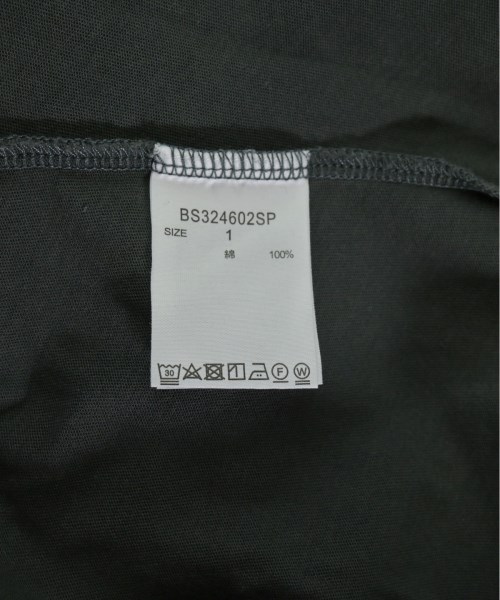 BS324602SP
SIZE 1
綿 100%
30 F W